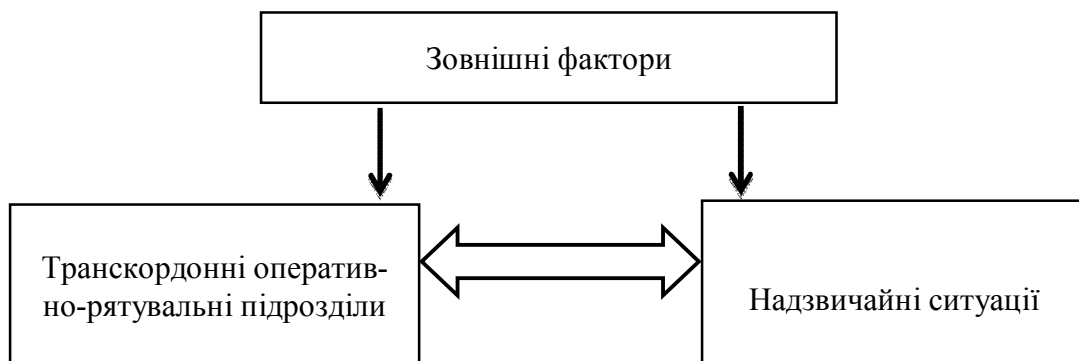 Зовнішні фактори
Транскордонні оператив-
но-рятувальні підрозділи
Надзвичайні ситуації